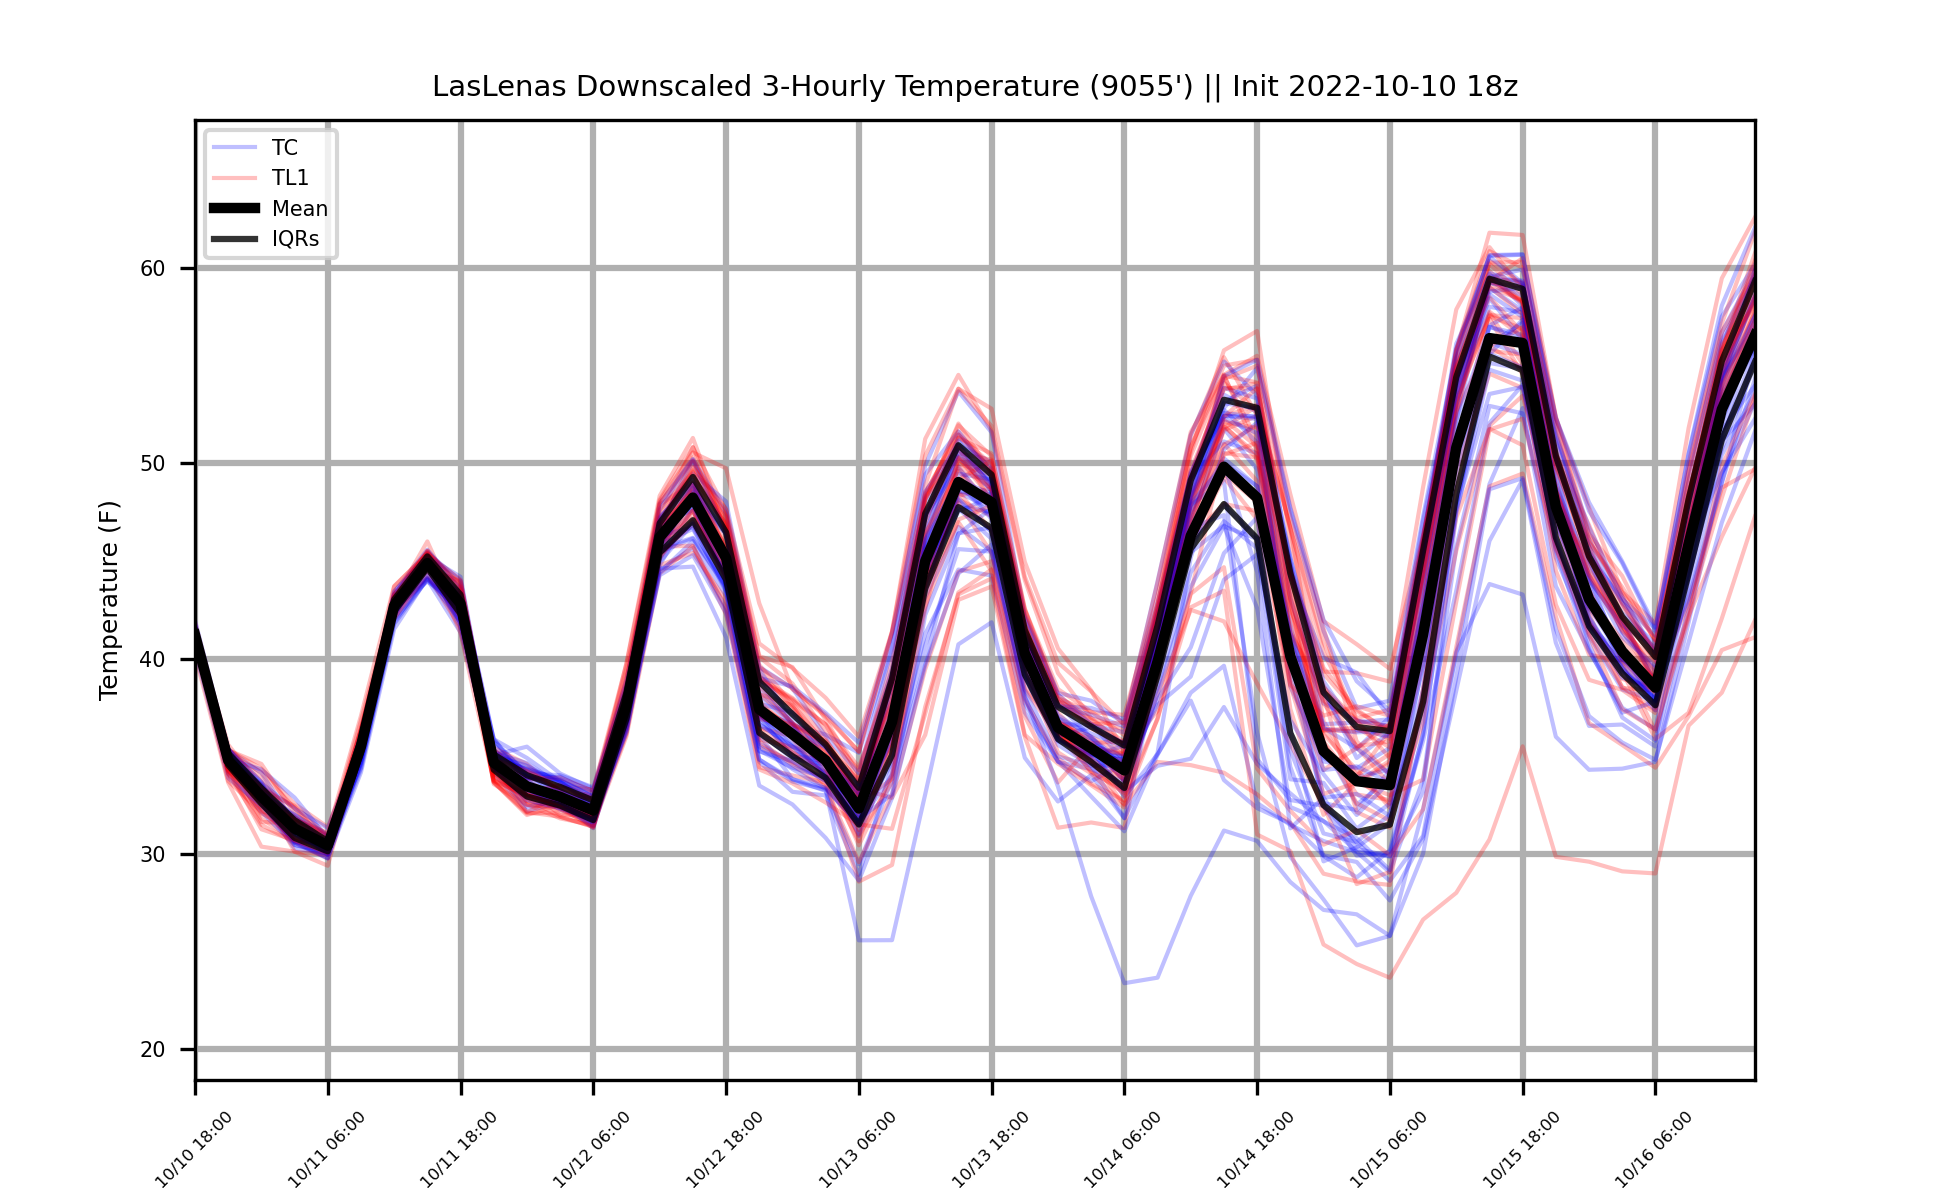 LasLenas Downscaled 3-Hourly Temperature (9055') || Init 2022-10-10 18z
TC
TL1
Mean
IQRs
Temperature (F)
60
50
40
30
20
10/10 18:00
10/11 06:00
10/11 18:00
10/12 06:00
10/12 18:00
10/13 06:00
10/13 18:00
10/14 06:00
10/14 18:00
10/15 06:00
10/15 18:00
10/16 06:00